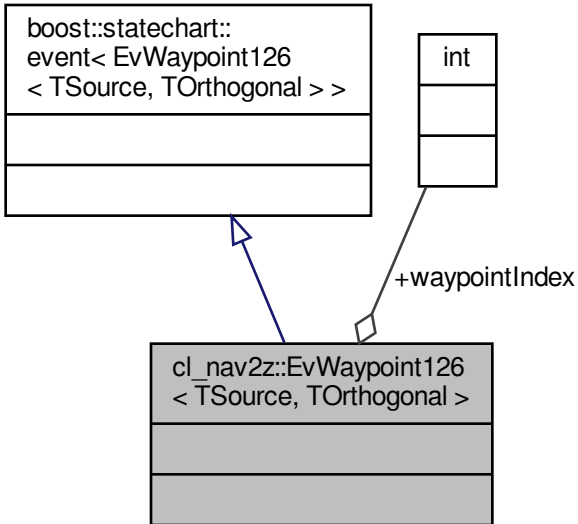 boost::statechart::
event< EvWaypoint126
< TSource, TOrthogonal > >
int
+waypointIndex
cl_nav2z::EvWaypoint126
< TSource, TOrthogonal >